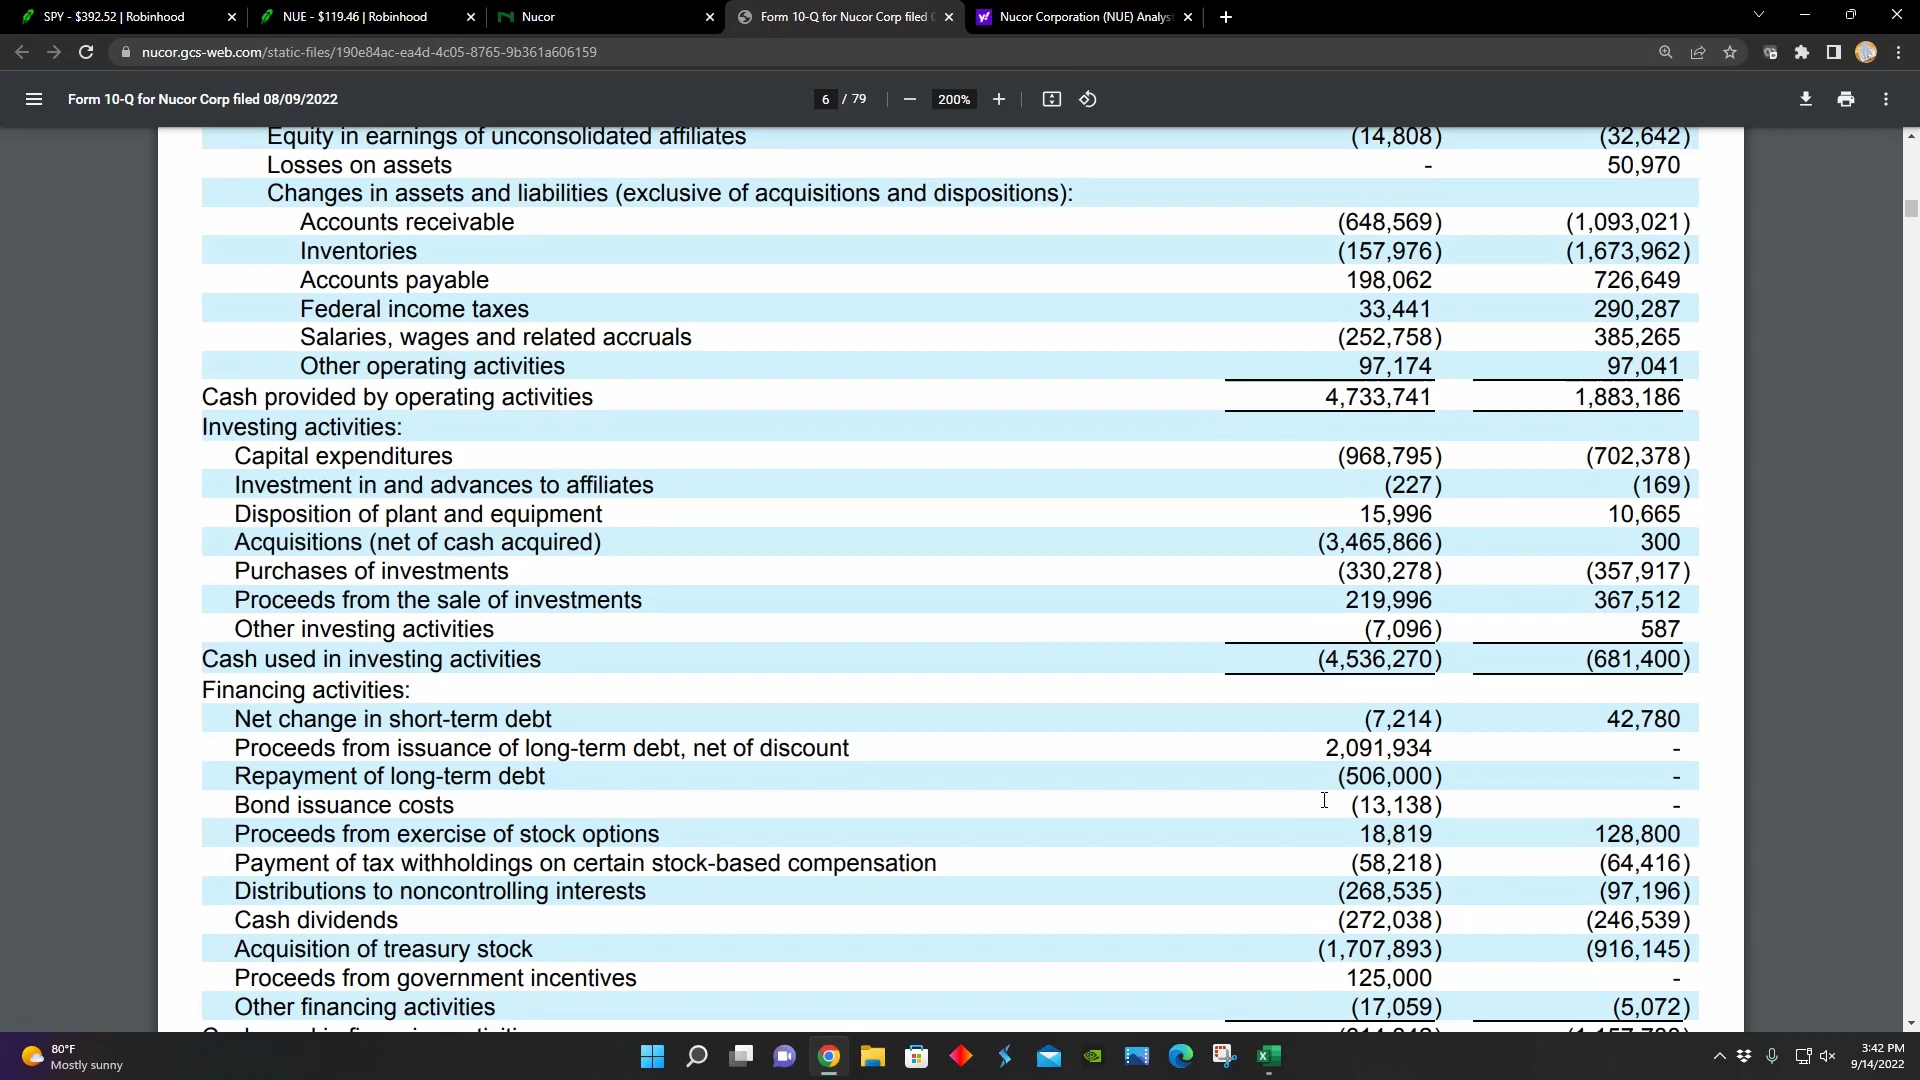 SPY - $392.52 | Robinhood
NUE - $119.46 | Robinhood
Nucor
Form 10-Q for Nucor Corp filed
Nucor Corporation (NUE) Analys
nucor.gcs-web.com/static-files/190e84ac-ea4d-4c05-8765-9b361a606159
Form 10-Q for Nucor Corp filed 08/09/2022
6 / 79
200%
Equity in earnings of unconsolidated affiliates (14,808) (32,642)
Losses on assets - 50,970
Changes in assets and liabilities (exclusive of acquisitions and dispositions):
Accounts receivable (648,569) (1,093,021)
Inventories (157,976) (1,673,962)
Accounts payable 198,062 726,649
Federal income taxes 33,441 290,287
Salaries, wages and related accruals (252,758) 385,265
Other operating activities 97,174 97,041
Cash provided by operating activities 4,733,741 1,883,186
Investing activities:
Capital expenditures (968,795) (702,378)
Investment in and advances to affiliates (227) (169)
Disposition of plant and equipment 15,996 10,665
Acquisitions (net of cash acquired) (3,465,866) 300
Purchases of investments (330,278) (357,917)
Proceeds from the sale of investments 219,996 367,512
Other investing activities (7,096) 587
Cash used in investing activities (4,536,270) (681,400)
Financing activities:
Net change in short-term debt (7,214) 42,780
Proceeds from issuance of long-term debt, net of discount 2,091,934 -
Repayment of long-term debt (506,000) -
Bond issuance costs (13,138) -
Proceeds from exercise of stock options 18,819 128,800
Payment of tax withholdings on certain stock-based compensation (58,218) (64,416)
Distributions to noncontrolling interests (268,535) (97,196)
Cash dividends (272,038) (246,539)
Acquisition of treasury stock (1,707,893) (916,145)
Proceeds from government incentives 125,000 -
Other financing activities (17,059) (5,072)
80°F
Mostly sunny
3:42 PM
9/14/2022